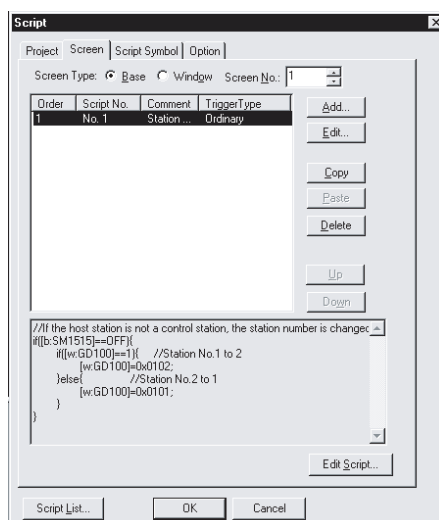 Script
Project Screen Script Symbol Option
Screen Type: Base Window Screen No.: 1
Order Script No. Comment TriggerType
1 No. 1 Station ... Ordinary
Add...
Edit...
Copy
Paste
Delete
Up
Down
//If the host station is not a control station, the station number is changed
if([b:SM1515]==OFF){
if([w:GD100]==1){ //Station No.1 to 2
[w:GD100]=0x0102;
}else{ //Station No.2 to 1
[w:GD100]=0x0101;
}
}
Edit Script...
Script List... OK Cancel